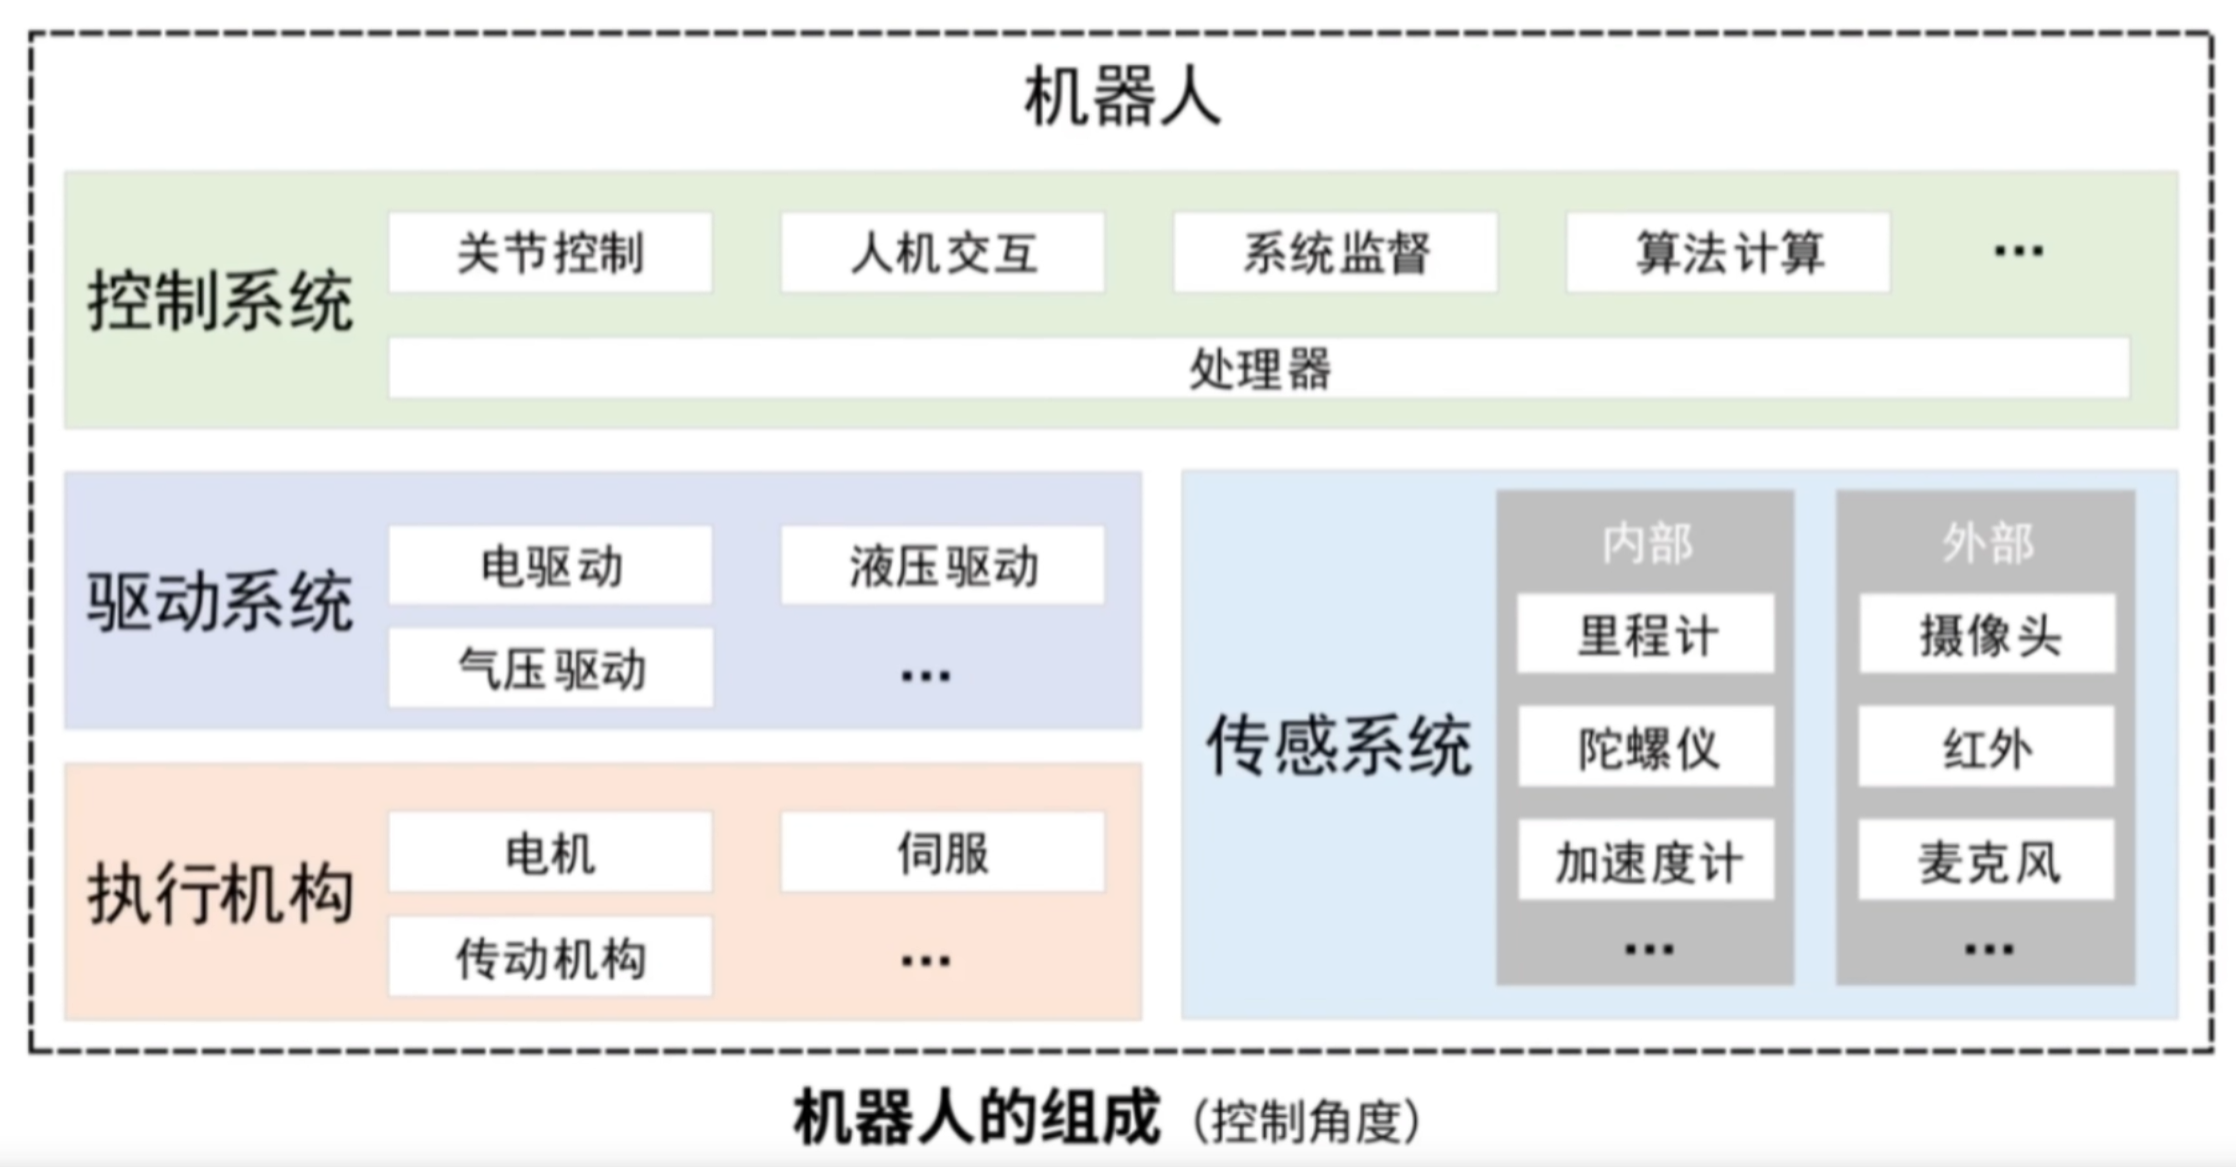 机器人
控制系统
关节控制 人机交互 系统监督 算法计算 ...
处理器
驱动系统
电驱动 液压驱动
气压驱动 ...
执行机构
电机 伺服
传动机构 ...
传感系统
内部
里程计
陀螺仪
加速度计
...
外部
摄像头
红外
麦克风
...
机器人的组成（控制角度）